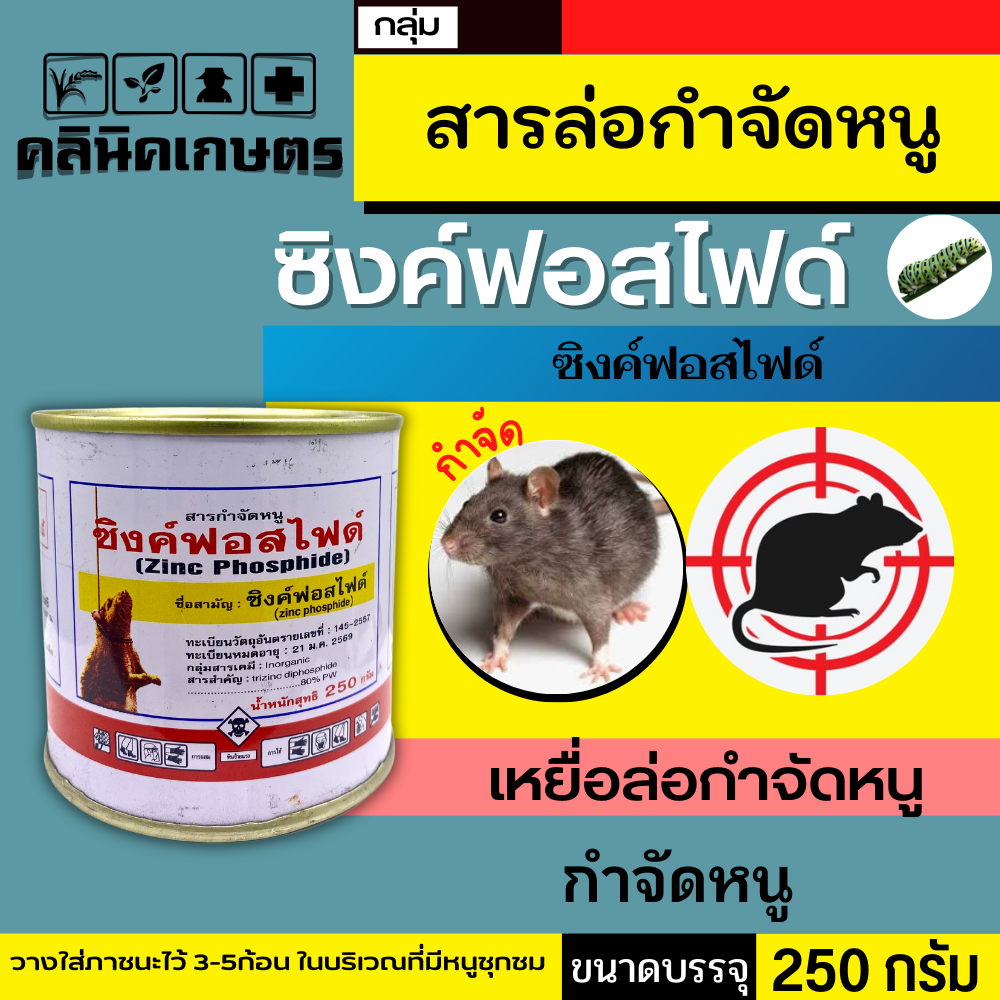 กลุ่ม
คลินิคเกษตร
สารล่อกำจัดหนู
ซิงค์ฟอสไฟด์
ซิงค์ฟอสไฟด์
กำจัด
สารกำจัดหนู
ซิงค์ฟอสไฟด์
(Zinc Phosphide)
ชื่อสามัญ : ซิงค์ฟอสไฟด์
(zinc phosphide)
ทะเบียนวัตถุอันตรายเลขที่ : 145-2557
ทะเบียนหมดอายุ : 21 ม.ค. 2569
กลุ่มสารเคมี : Inorganic
สารสำคัญ : trizinc diphosphide
80% PW
น้ำหนักสุทธิ 250 กรัม
เหยื่อล่อกำจัดหนู
กำจัดหนู
วางใส่ภาชนะไว้ 3-5ก้อน ในบริเวณที่มีหนูชุกชม
ขนาดบรรจุ 250 กรัม